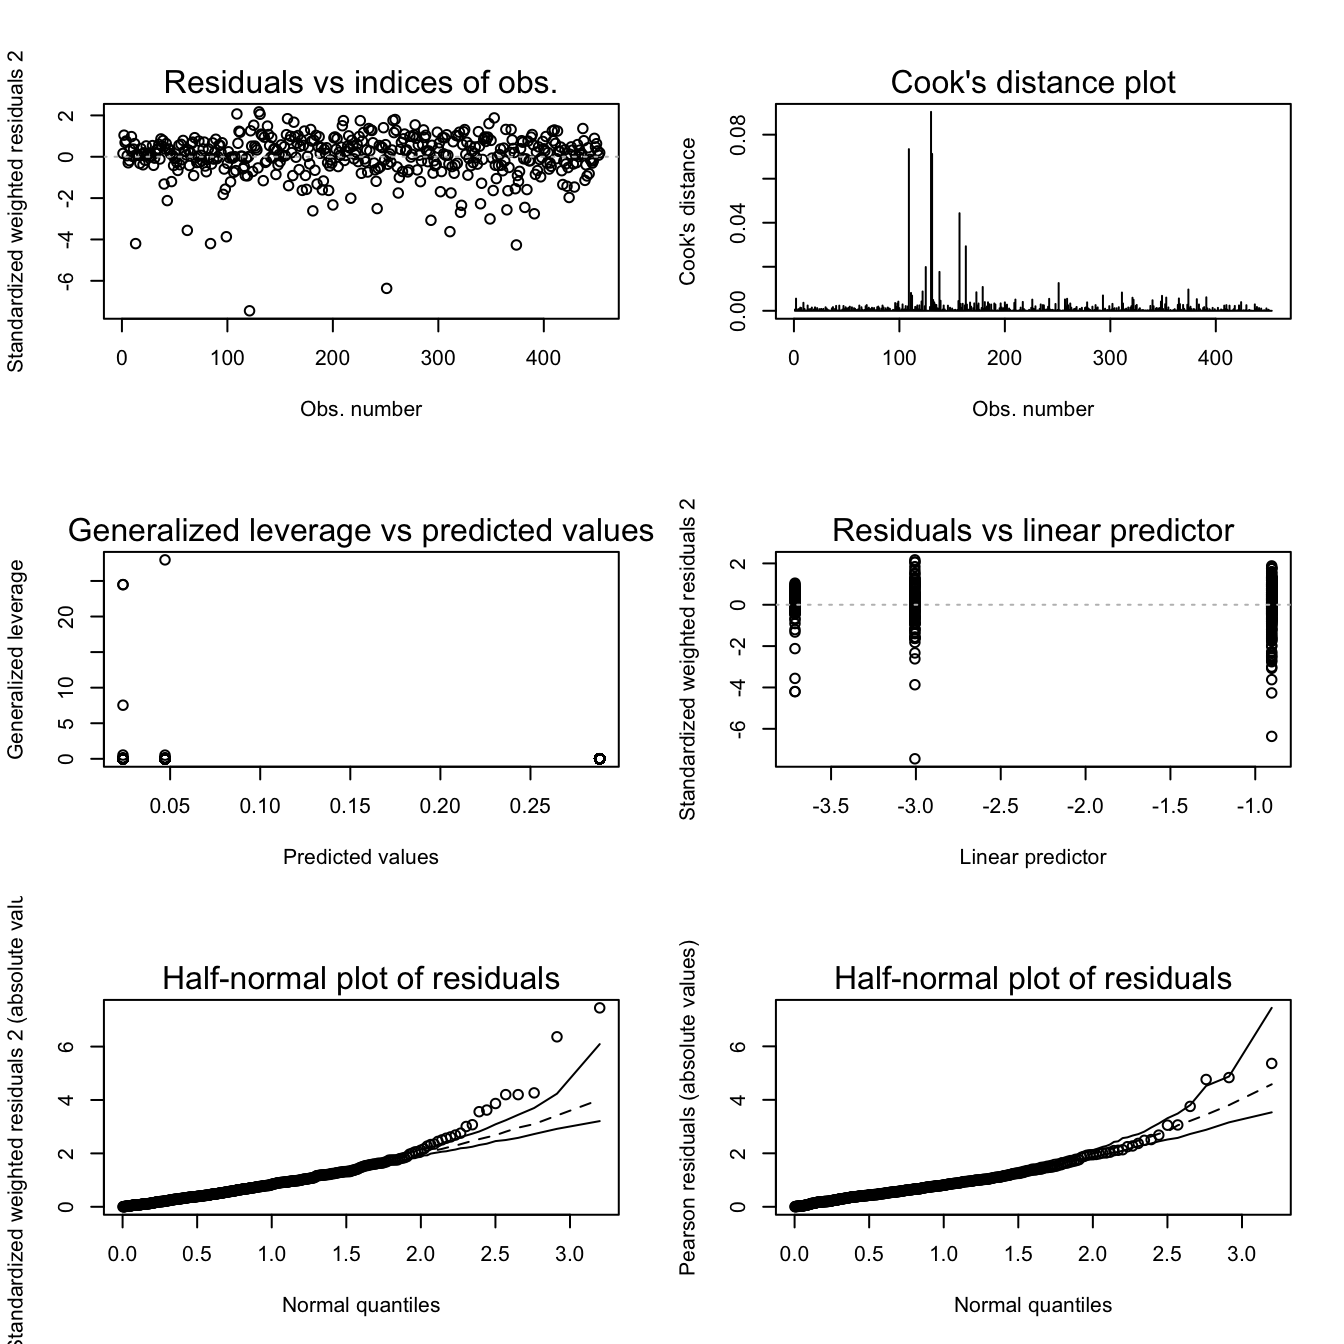 Residuals vs indices of obs.
Standardized weighted residuals 2
2
0
-2
-4
-6
0 100 200 300 400
Obs. number
Cook's distance plot
Cook's distance
0.08
0.04
0.00
0 100 200 300 400
Obs. number
Generalized leverage vs predicted values
Generalized leverage
20
10
5
0
0.05 0.10 0.15 0.20 0.25
Predicted values
Residuals vs linear predictor
Standardized weighted residuals 2
2
0
-2
-4
-6
-3.5 -3.0 -2.5 -2.0 -1.5 -1.0
Linear predictor
Half-normal plot of residuals
Standardized weighted residuals 2 (absolute
6
4
2
0
0.0 0.5 1.0 1.5 2.0 2.5 3.0
Normal quantiles
Half-normal plot of residuals
Pearson residuals (absolute values)
6
4
2
0
0.0 0.5 1.0 1.5 2.0 2.5 3.0
Normal quantiles